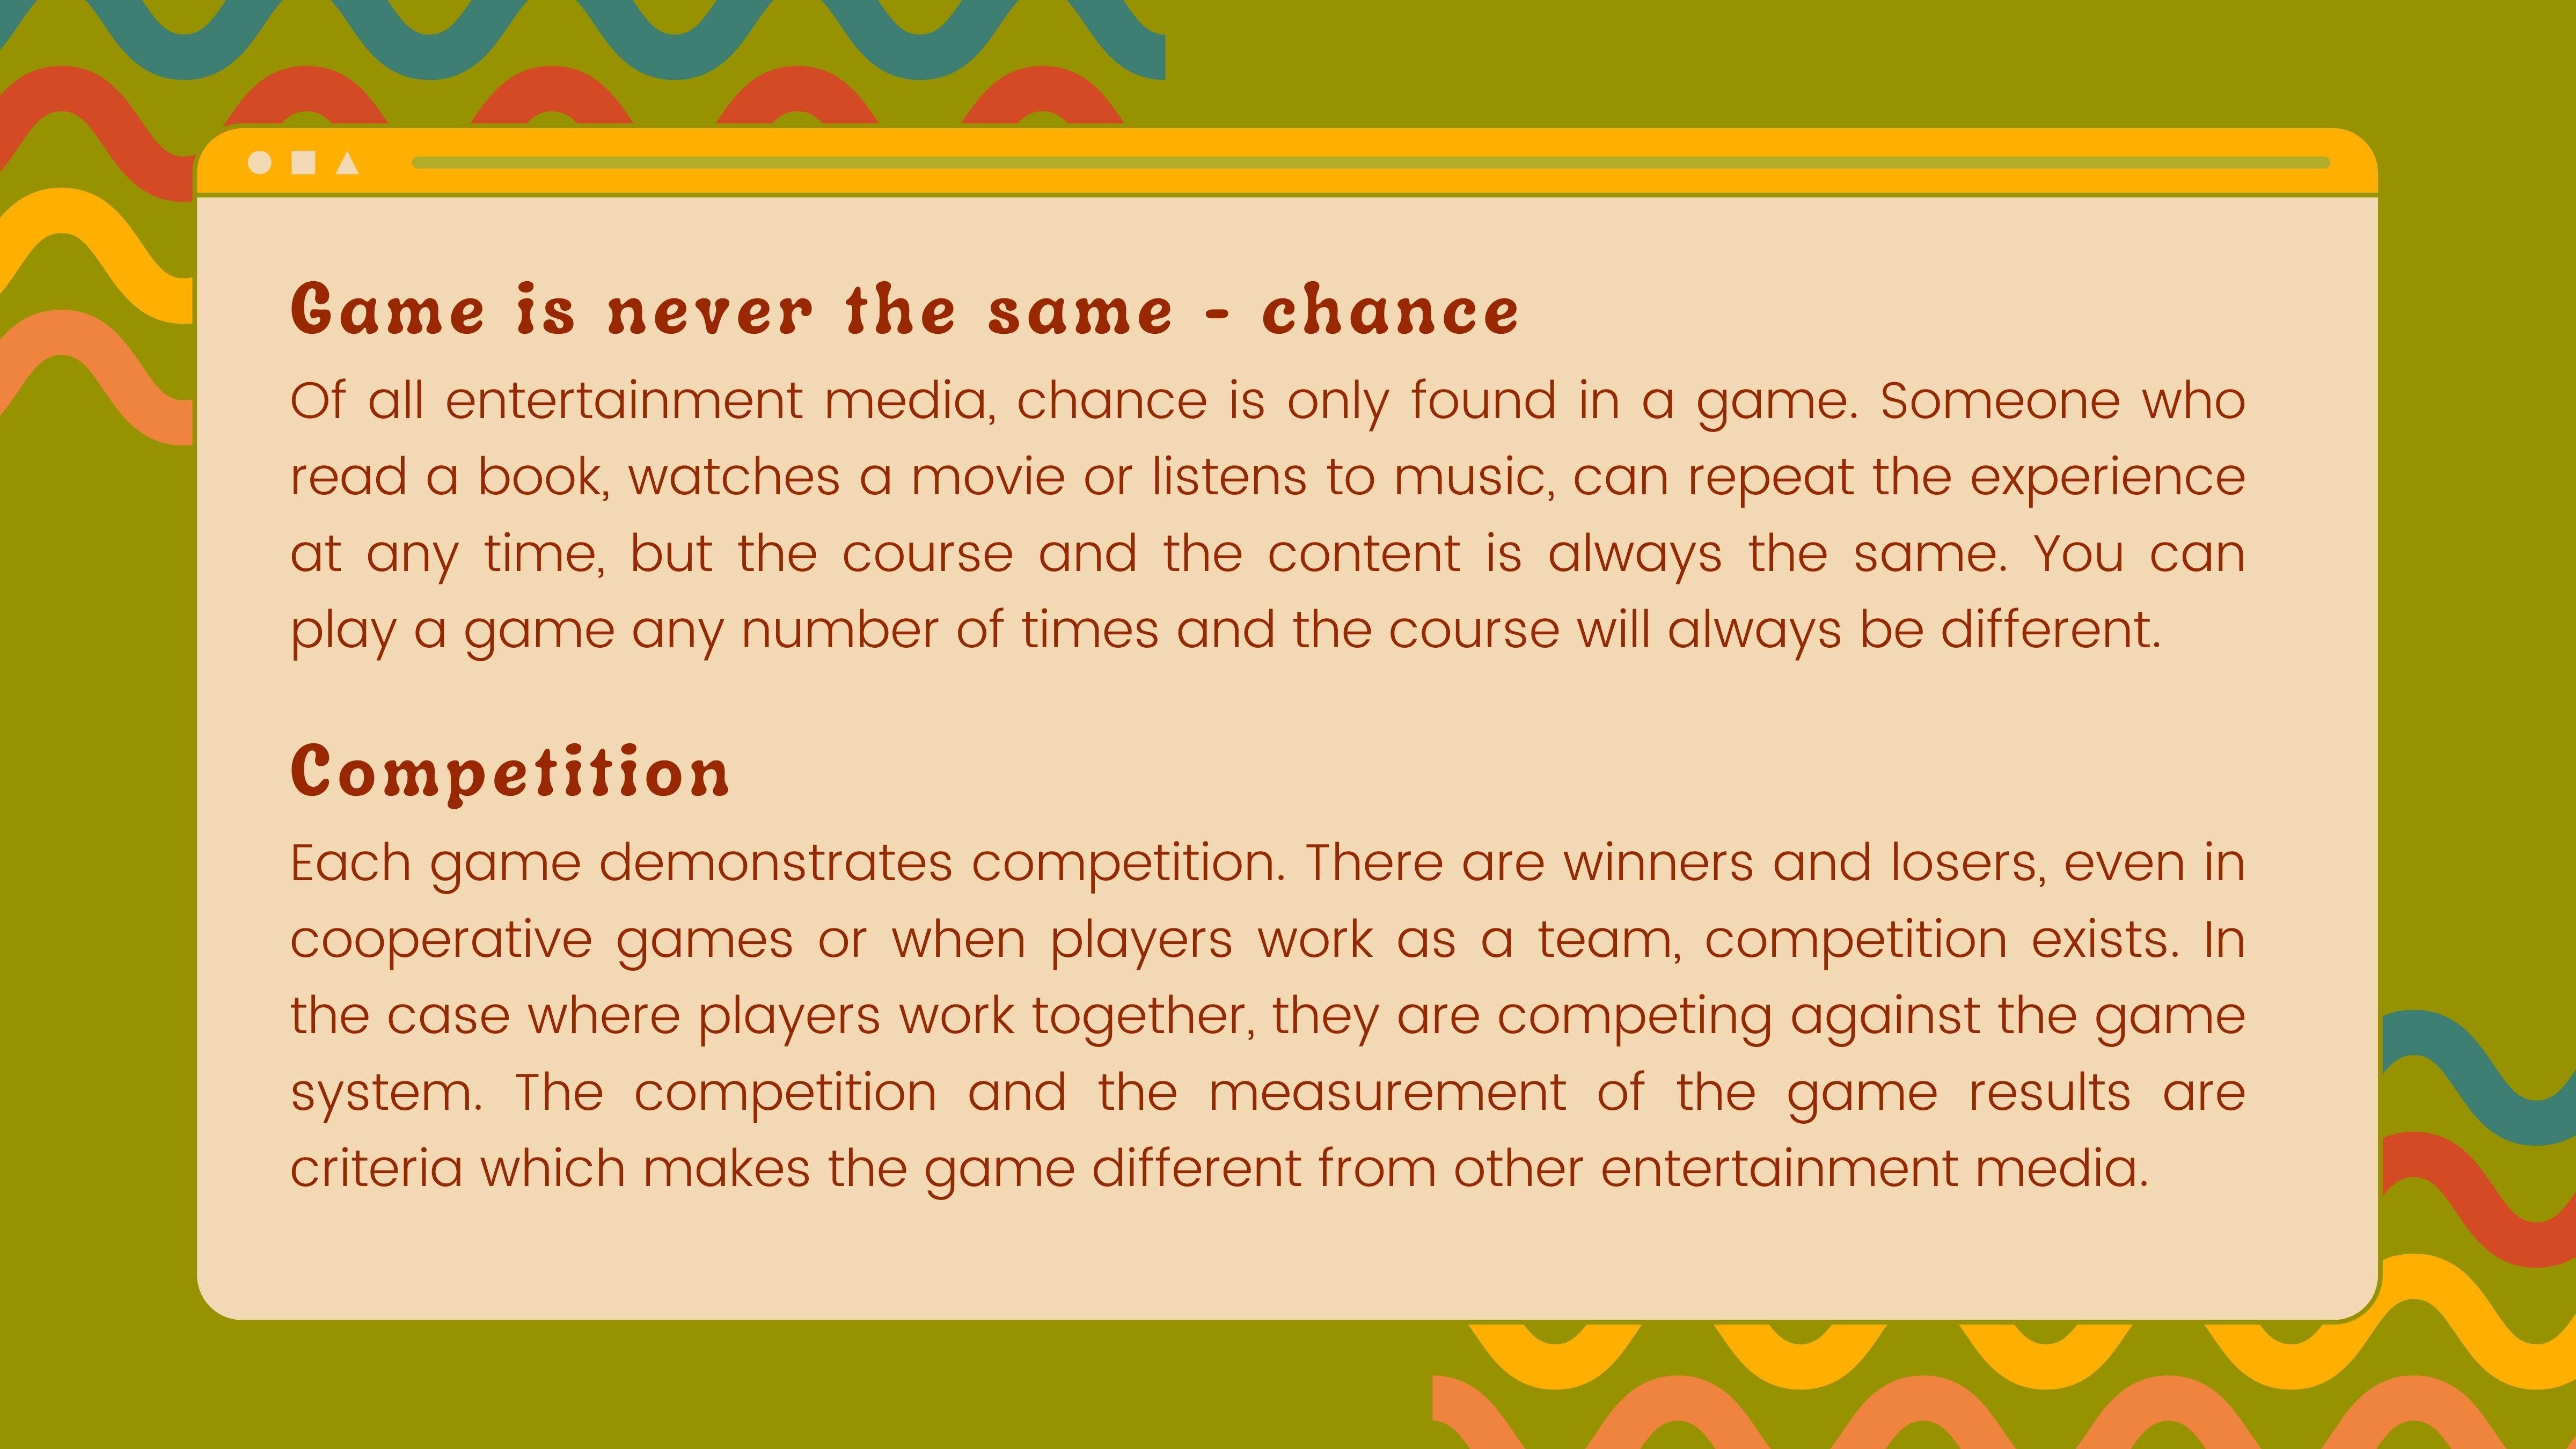 Game is never the same - chance
Of all entertainment media, chance is only found in a game. Someone who
read a book, watches a movie or listens to music, can repeat the experience
at any time, but the course and the content is always the same. You can
play a game any number of times and the course will always be different.
Competition
Each game demonstrates competition. There are winners and losers, even in
cooperative games or when players work as a team, competition exists. In
the case where players work together, they are competing against the game
system. The competition and the measurement of the game results are
criteria which makes the game different from other entertainment media.